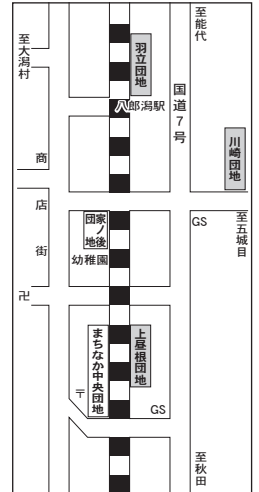 至能代
国道7号
川崎団地
GS
至五城目
至秋田
羽立団地
八郎潟駅
上昼根団地
GS
家ノ後
団地
幼稚園
まちなか中央団地
〒
至大潟村
商店街
卍